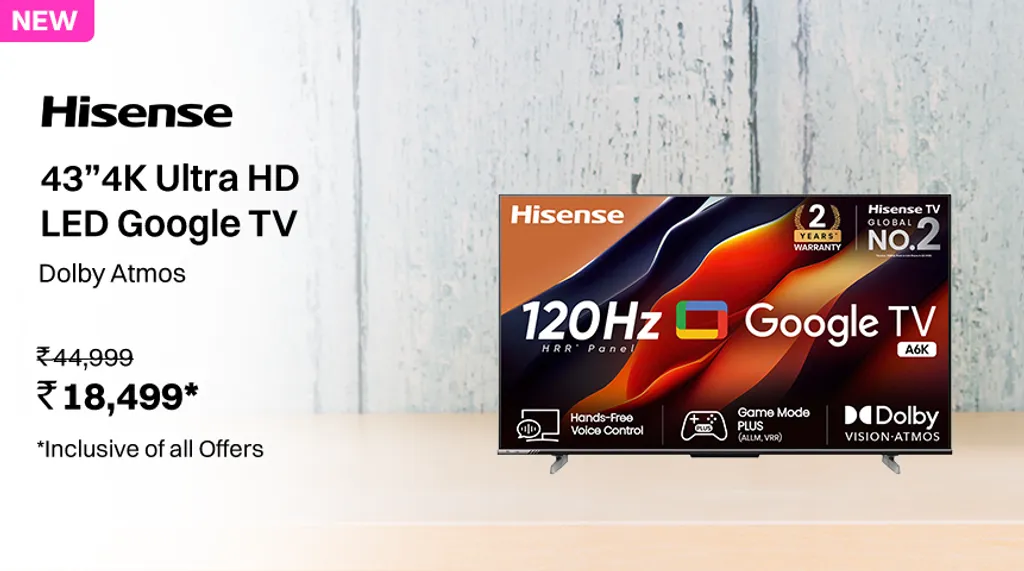 NEW
Hisense
43”4K Ultra HD
LED Google TV
Dolby Atmos
₹44,999
₹18,499*
*Inclusive of all Offers
Hisense
2
YEARS*
WARRANTY
Hisense TV
GLOBAL
NO.2
120Hz
HRR* Panel
Google TV
A6K
Hands-Free
Voice Control
PLUS
Game Mode
PLUS
(ALLM, VRR)
Dolby
VISION·ATMOS